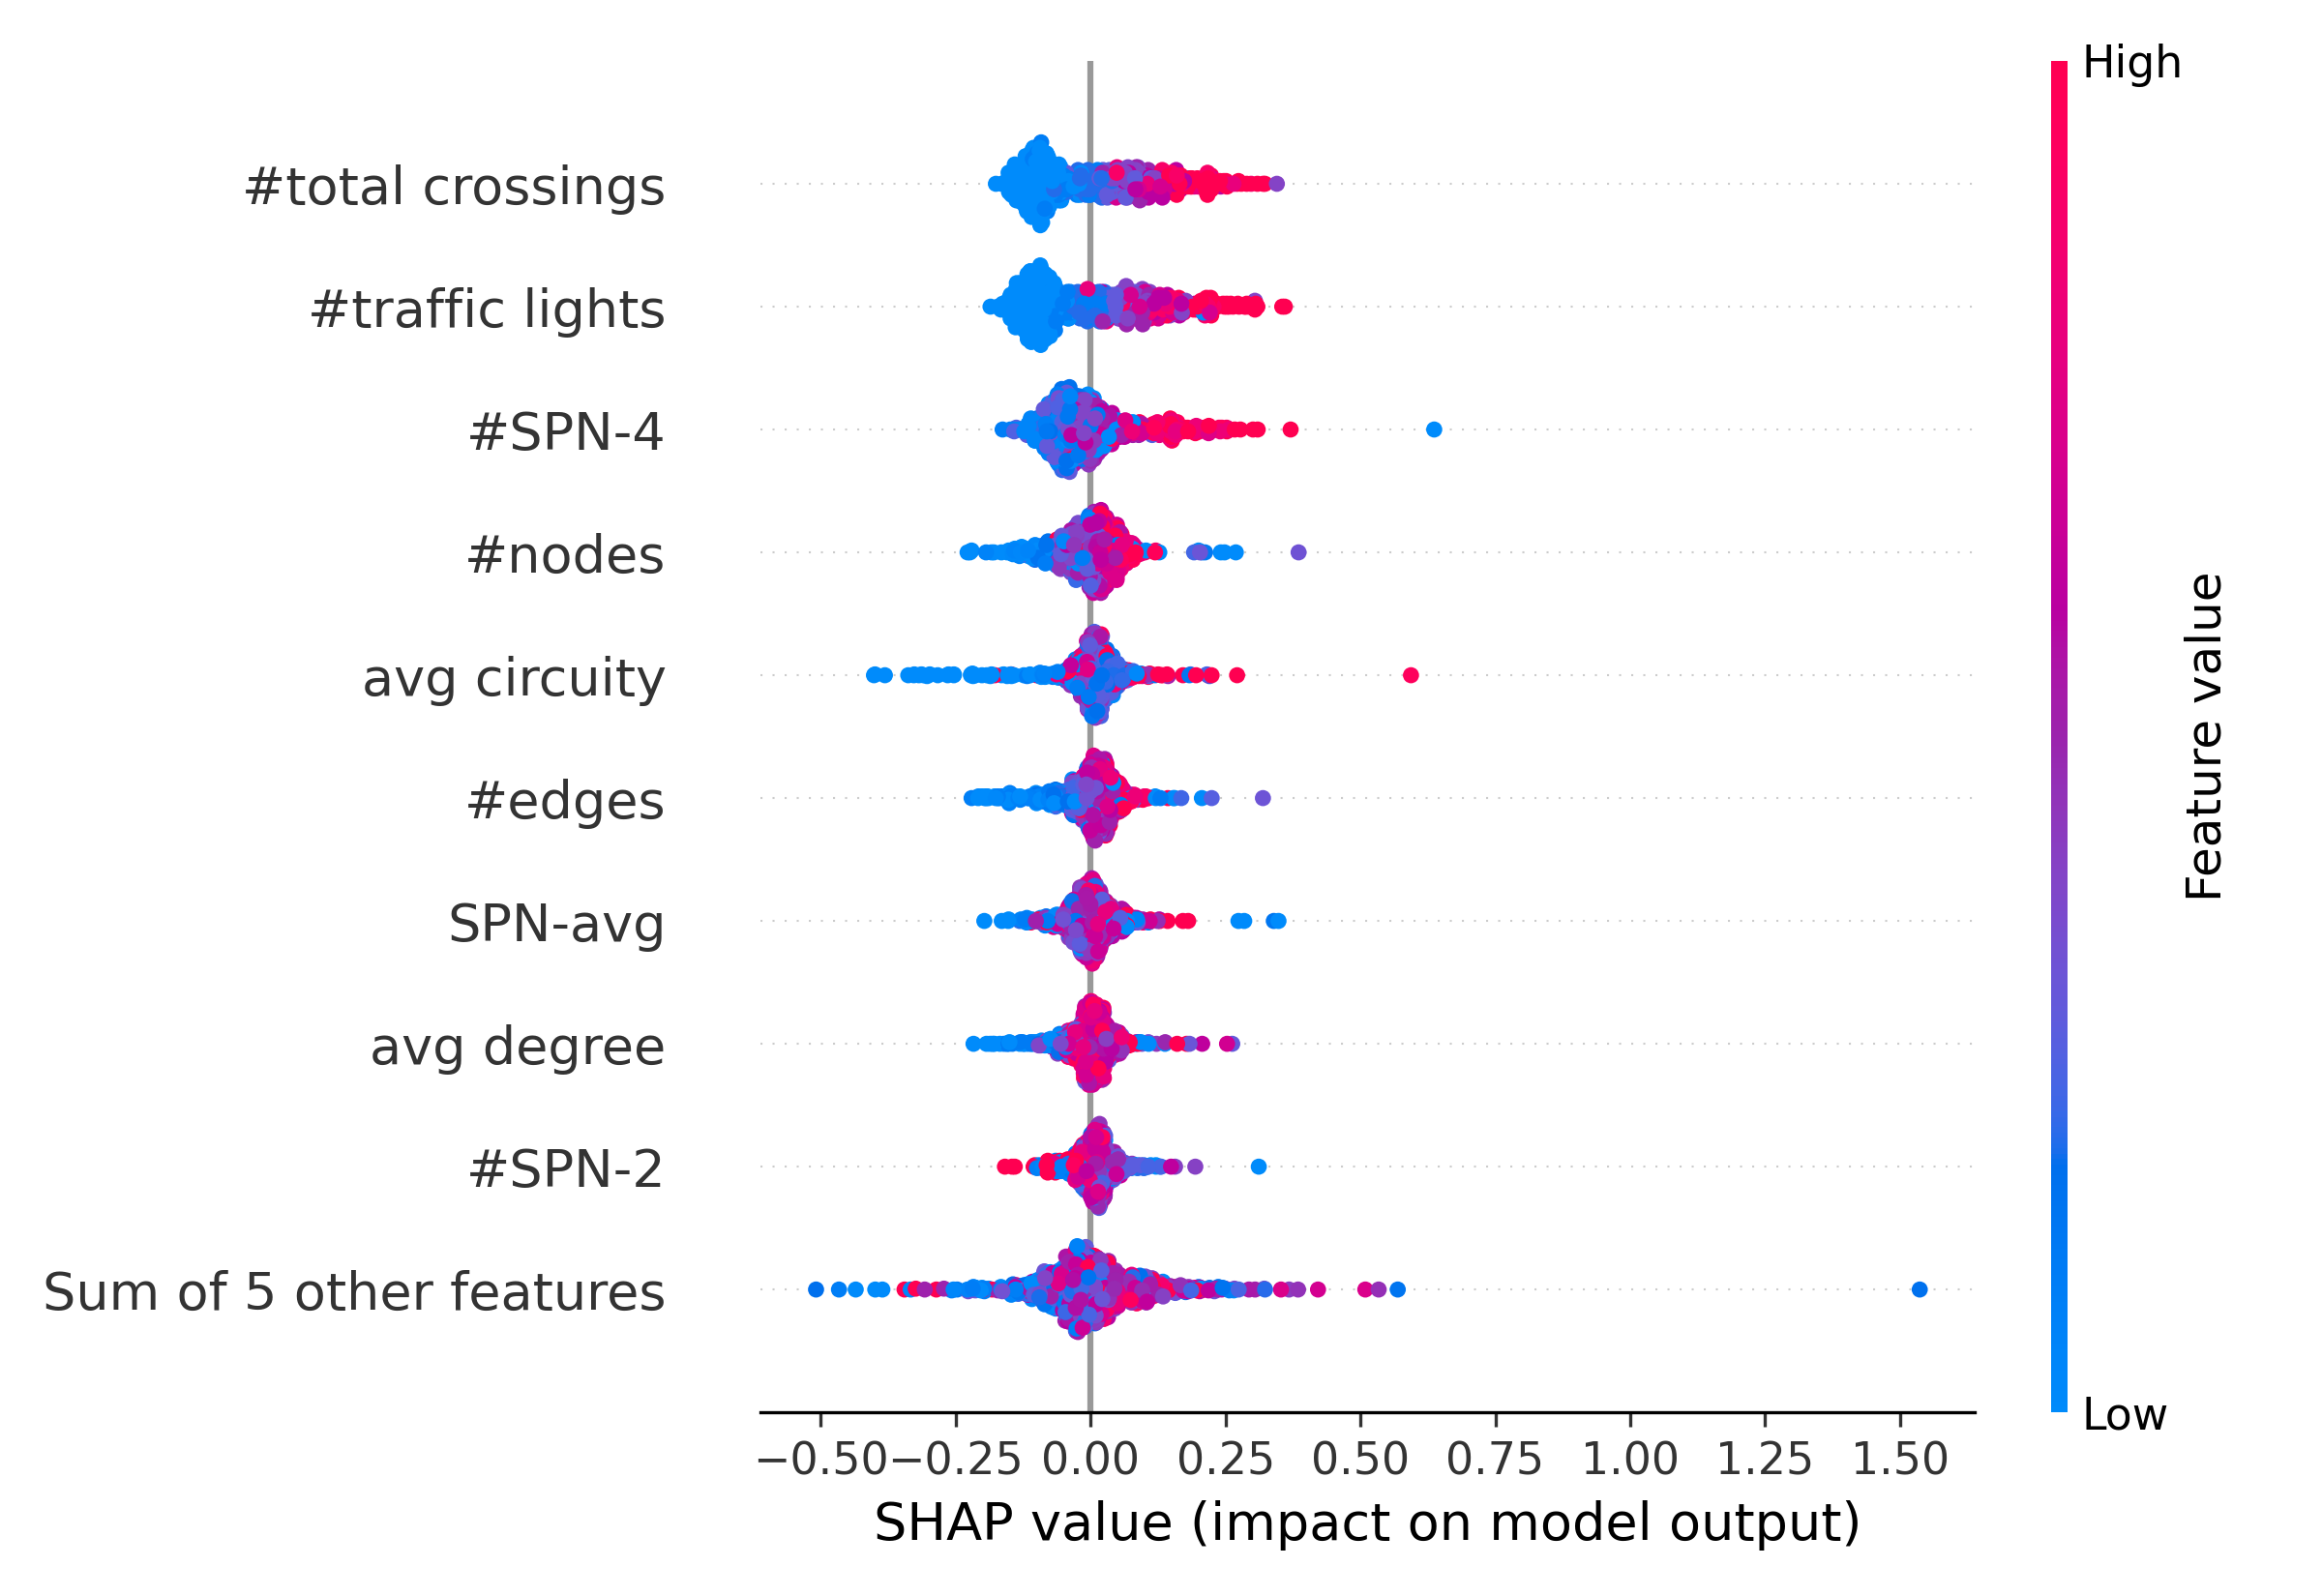 High
#total crossings
#traffic lights
#SPN-4
#nodes
avg circuity
#edges
SPN-avg
avg degree
#SPN-2
Sum of 5 other features
Feature value
Low
−0.50 −0.25 0.00 0.25 0.50 0.75 1.00 1.25 1.50
SHAP value (impact on model output)